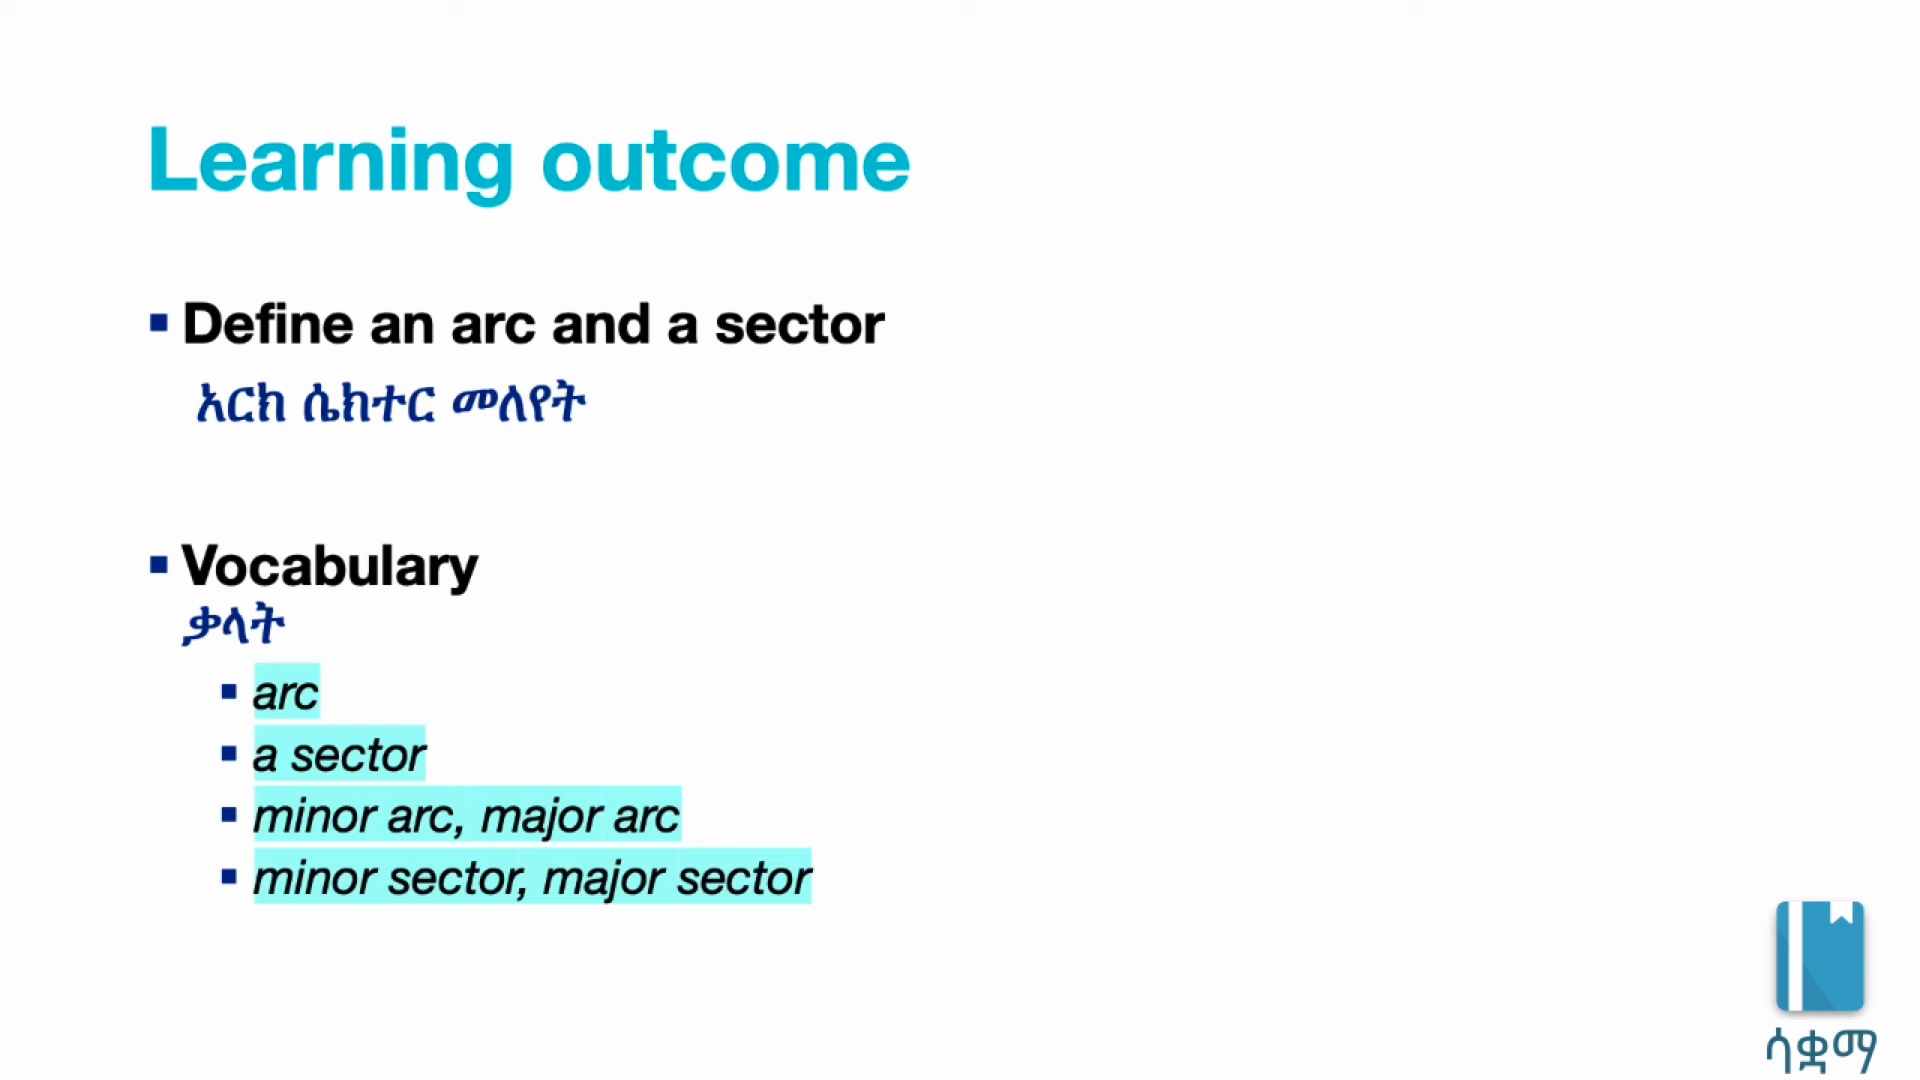 Learning outcome
Define an arc and a sector
አርክ ሴክተር መለየት
Vocabulary
ቃላት
arc
a sector
minor arc, major arc
minor sector, major sector
ሳቋማ